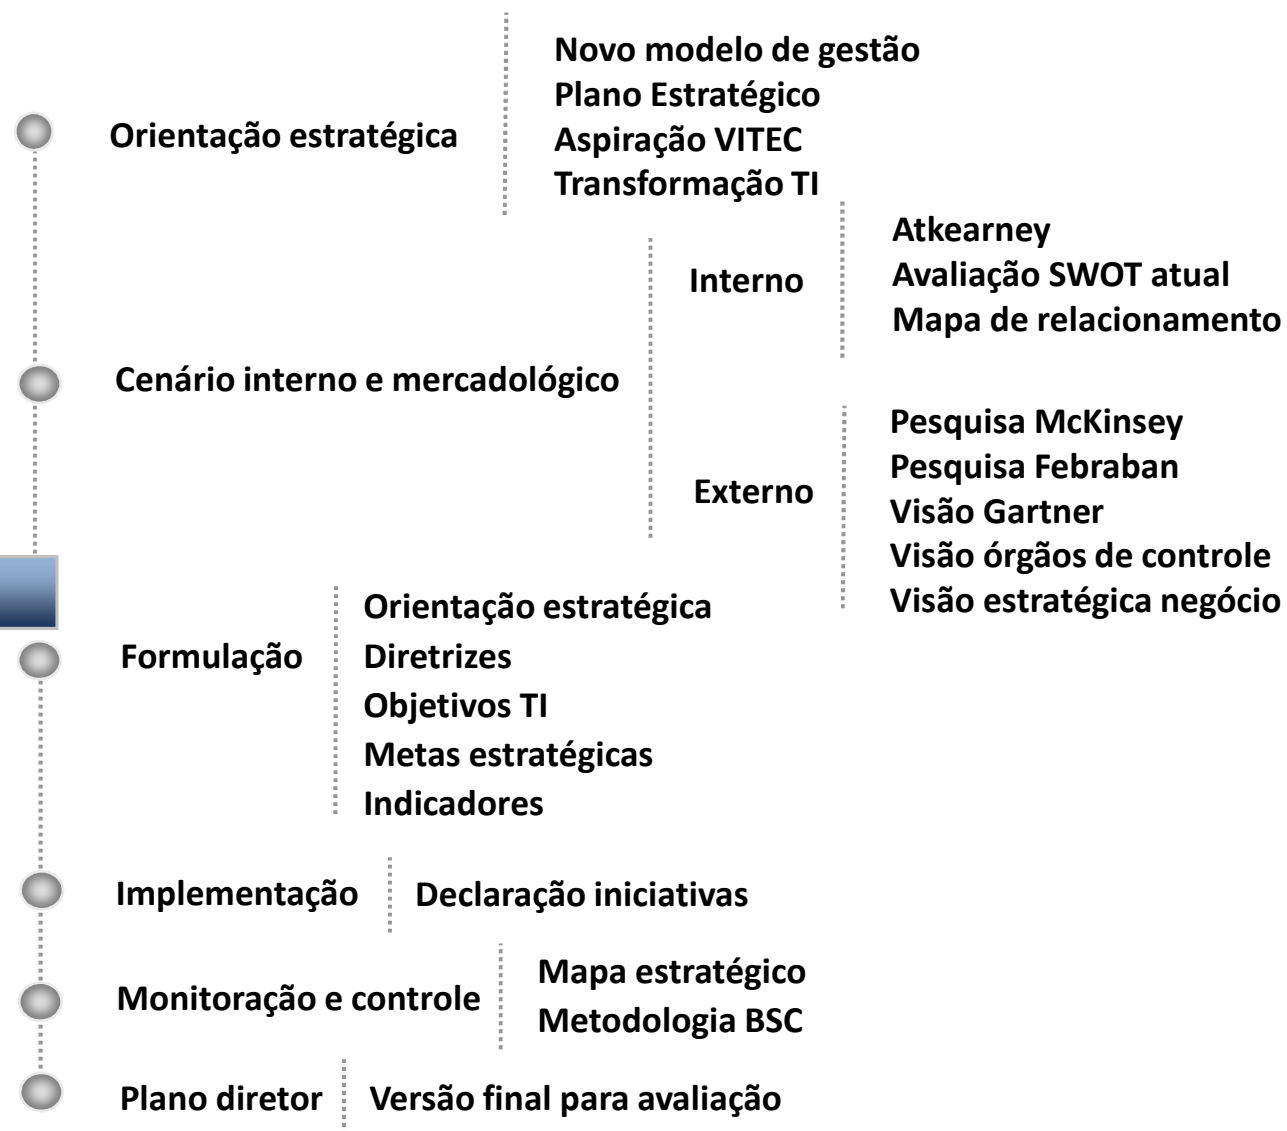 Orientação estratégica
Novo modelo de gestão
Plano Estratégico
Aspiração VITEC
Transformação TI
Cenário interno e mercadológico
Interno
Atkearney
Avaliação SWOT atual
Mapa de relacionamento
Externo
Pesquisa McKinsey
Pesquisa Febraban
Visão Gartner
Visão órgãos de controle
Visão estratégica negócio
Formulação
Orientação estratégica
Diretrizes
Objetivos TI
Metas estratégicas
Indicadores
Implementação
Declaração iniciativas
Monitoração e controle
Mapa estratégico
Metodologia BSC
Plano diretor
Versão final para avaliação